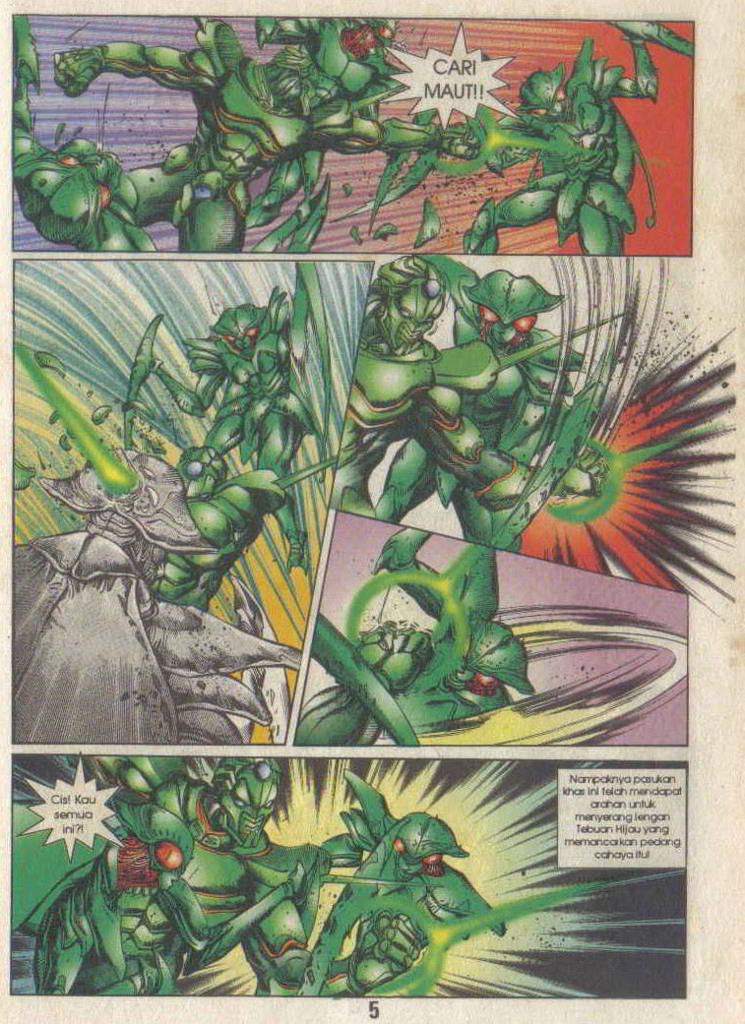 CARI
MAUT!!
Cis! Kau
semua
ini?!
Nampaknya pasukan
khas ini telah mendapat
arahan untuk
menyerang lengan
Tebuan Hijau yang
memancarkan pedang
cahaya itu!
5